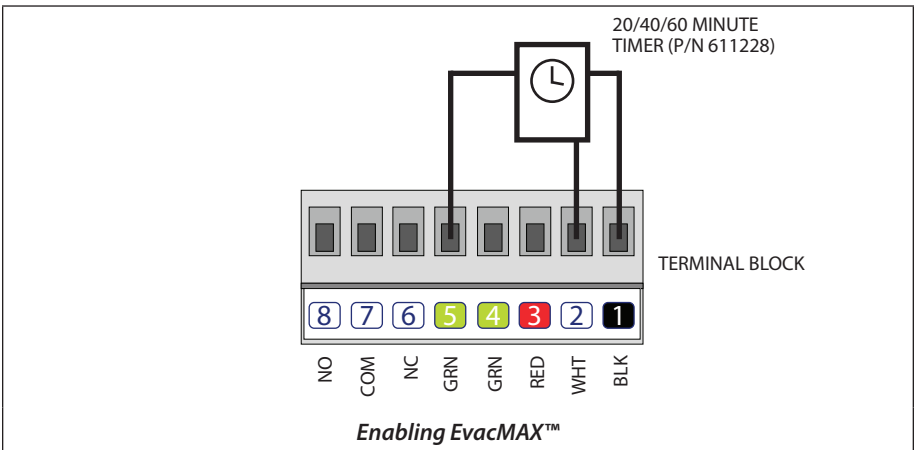 20/40/60 MINUTE
TIMER (P/N 611228)
TERMINAL BLOCK
8 7 6 5 4 3 2 1
NO COM NC GRN GRN RED WHT BLK
Enabling EvacMAX™